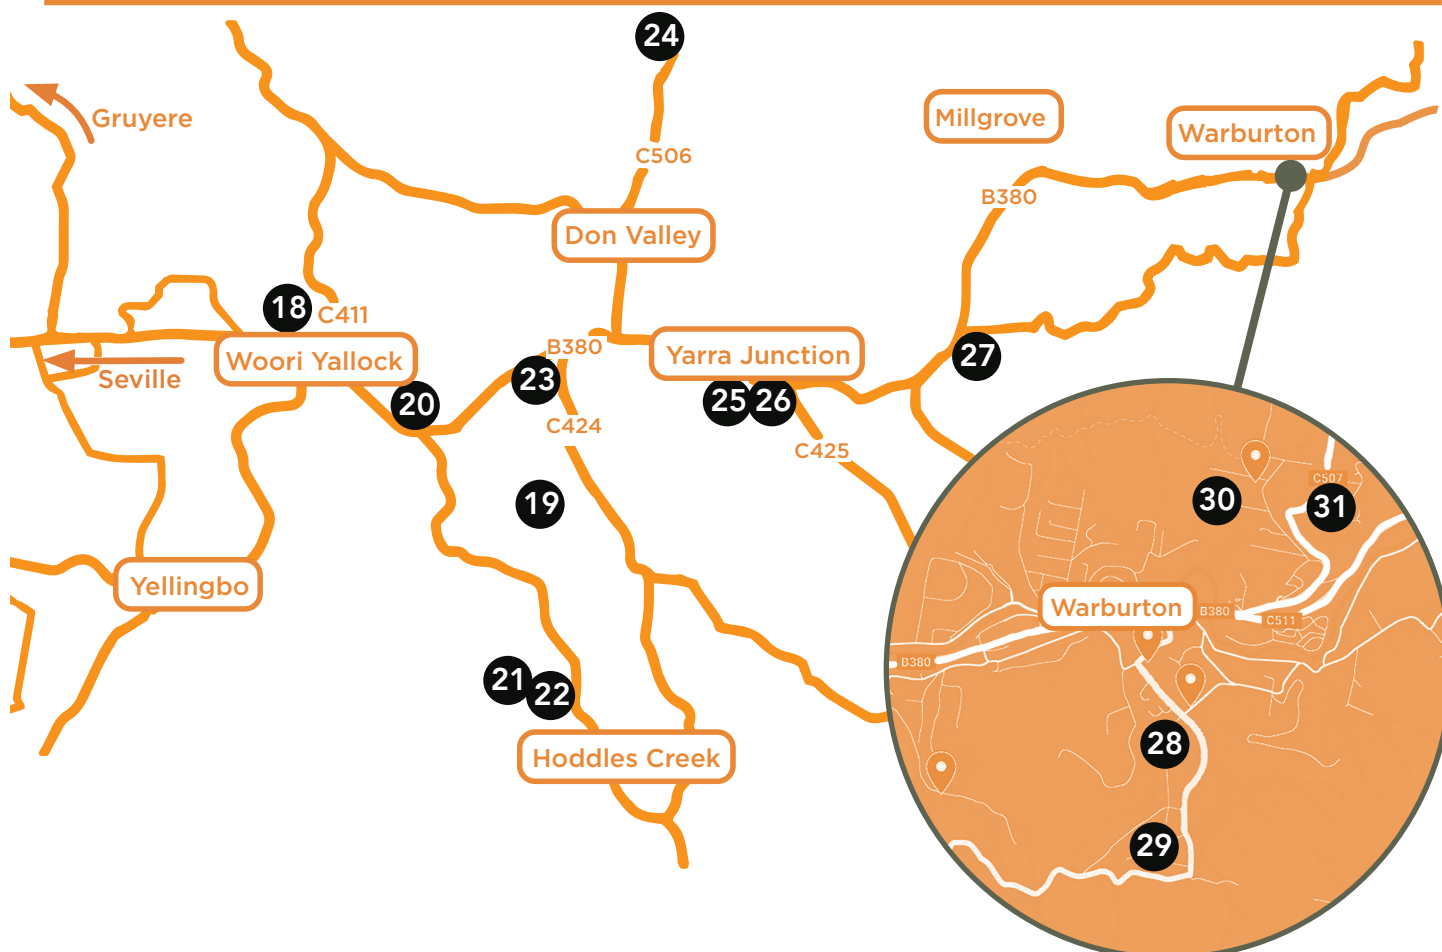 24
Gruyere
Millgrove
Warburton
C506
B380
Don Valley
18
C411
B380
Woori Yallock
Yarra Junction
27
Seville
23
20
25
26
C424
C425
19
30
C507
31
Yellingbo
Warburton
B380
C511
B380
21
22
28
Hoddles Creek
29